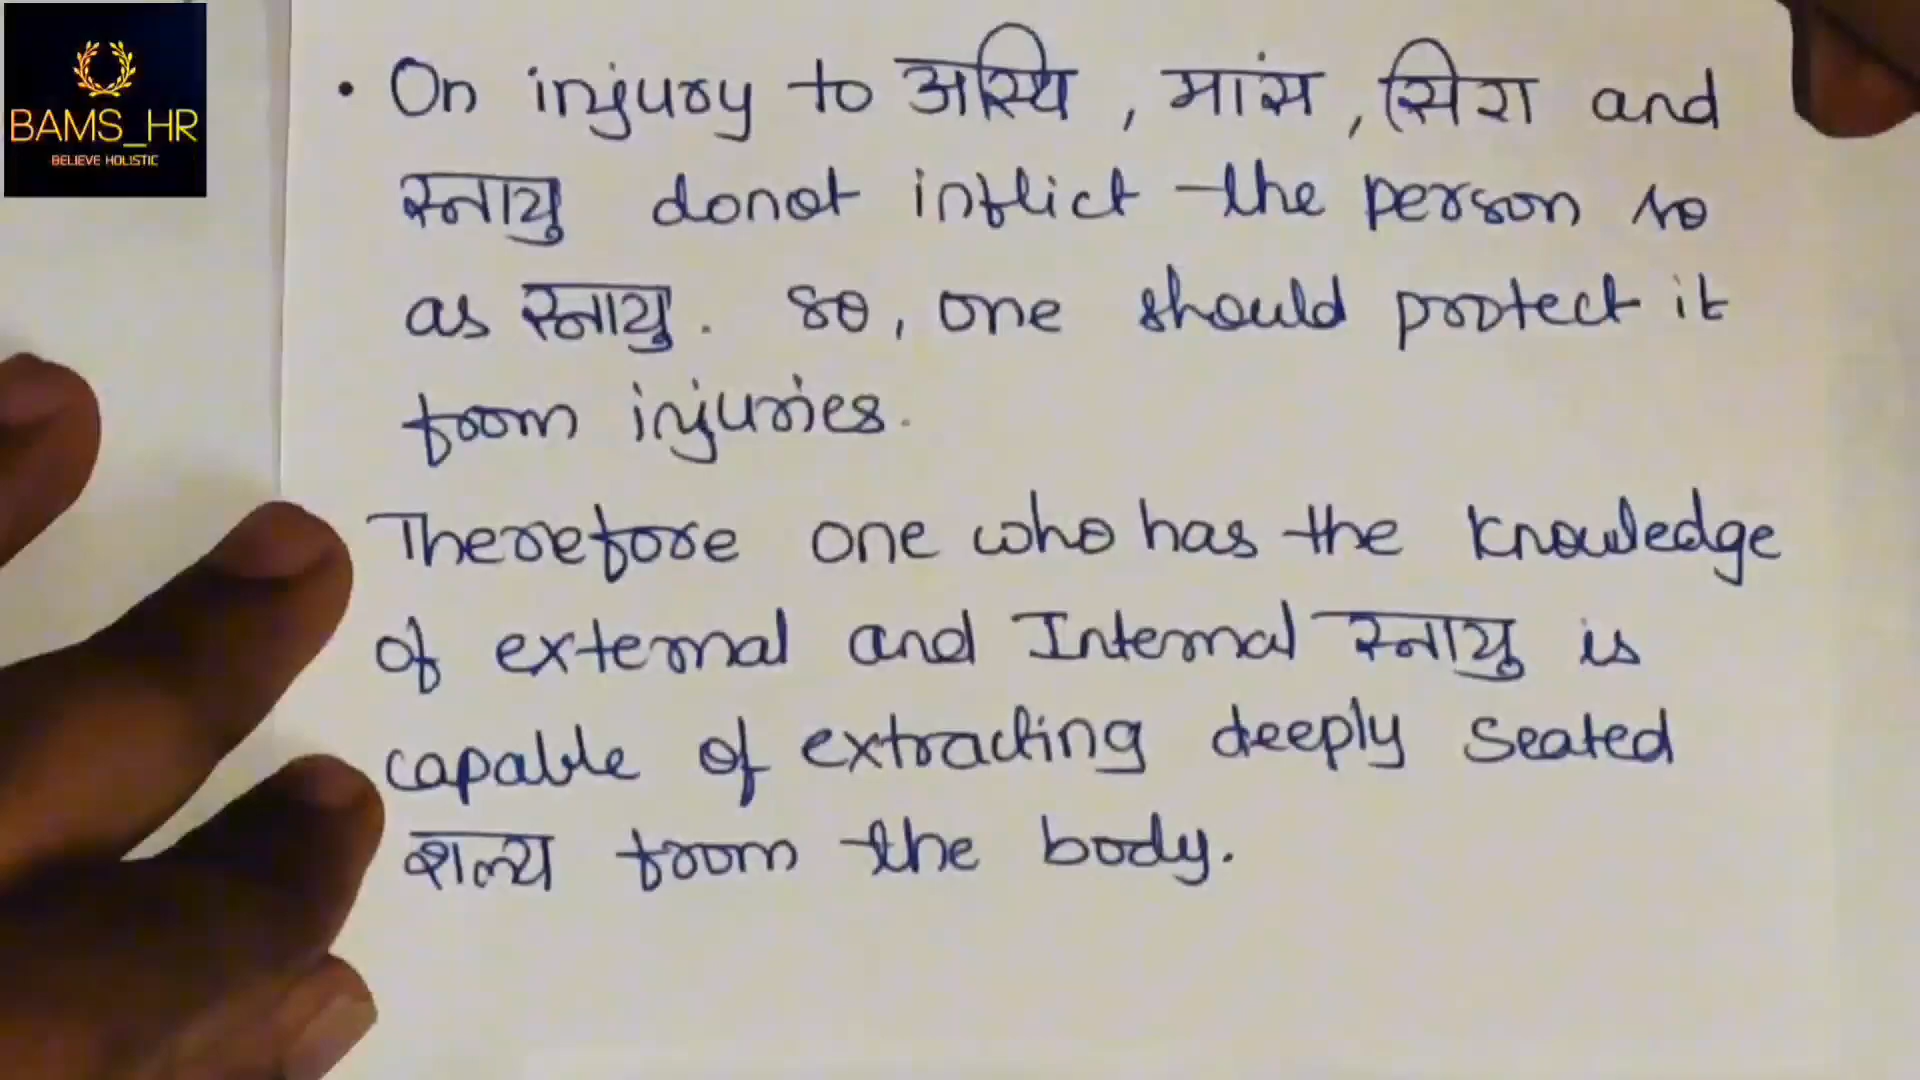 BAMS_HR
BELIEVE HOLISTIC
• On injury to अस्थि, मांस, सिरा and
स्नायु donot inflict the person so
as स्नायु. so, one should protect it
from injuries.
Therefore one who has the knowledge
of external and Internal स्नायु is
capable of extracting deeply seated
शल्य from the body.